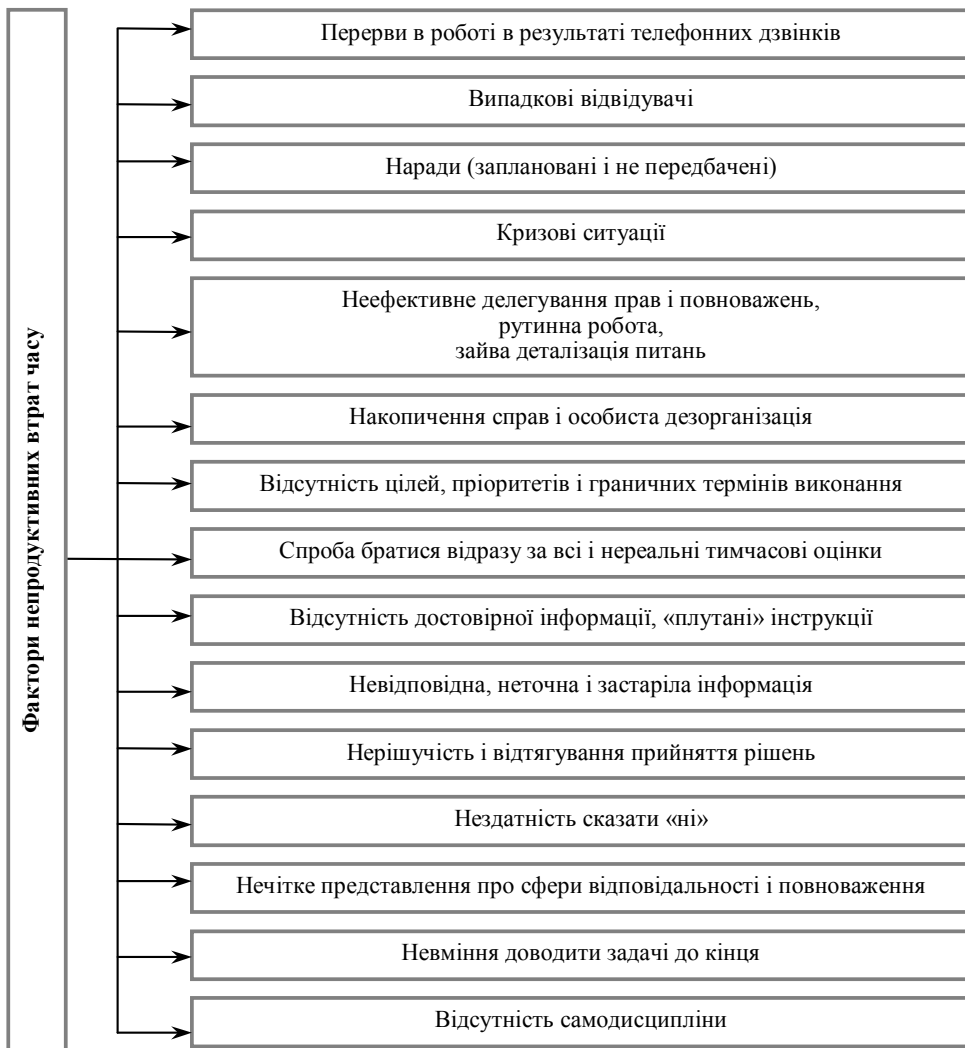 Фактори непродуктивних втрат часу
Перерви в роботі в результаті телефонних дзвінків
Випадкові відвідувачі
Наради (заплановані і не передбачені)
Кризові ситуації
Неефективне делегування прав і повноважень,
рутинна робота,
зайва деталізація питань
Накопичення справ і особиста дезорганізація
Відсутність цілей, пріоритетів і граничних термінів виконання
Спроба братися відразу за всі і нереальні тимчасові оцінки
Відсутність достовірної інформації, «плутані» інструкції
Невідповідна, неточна і застаріла інформація
Нерішучість і відтягування прийняття рішень
Нездатність сказати «ні»
Нечітке представлення про сфери відповідальності і повноваження
Невміння доводити задачі до кінця
Відсутність самодисципліни